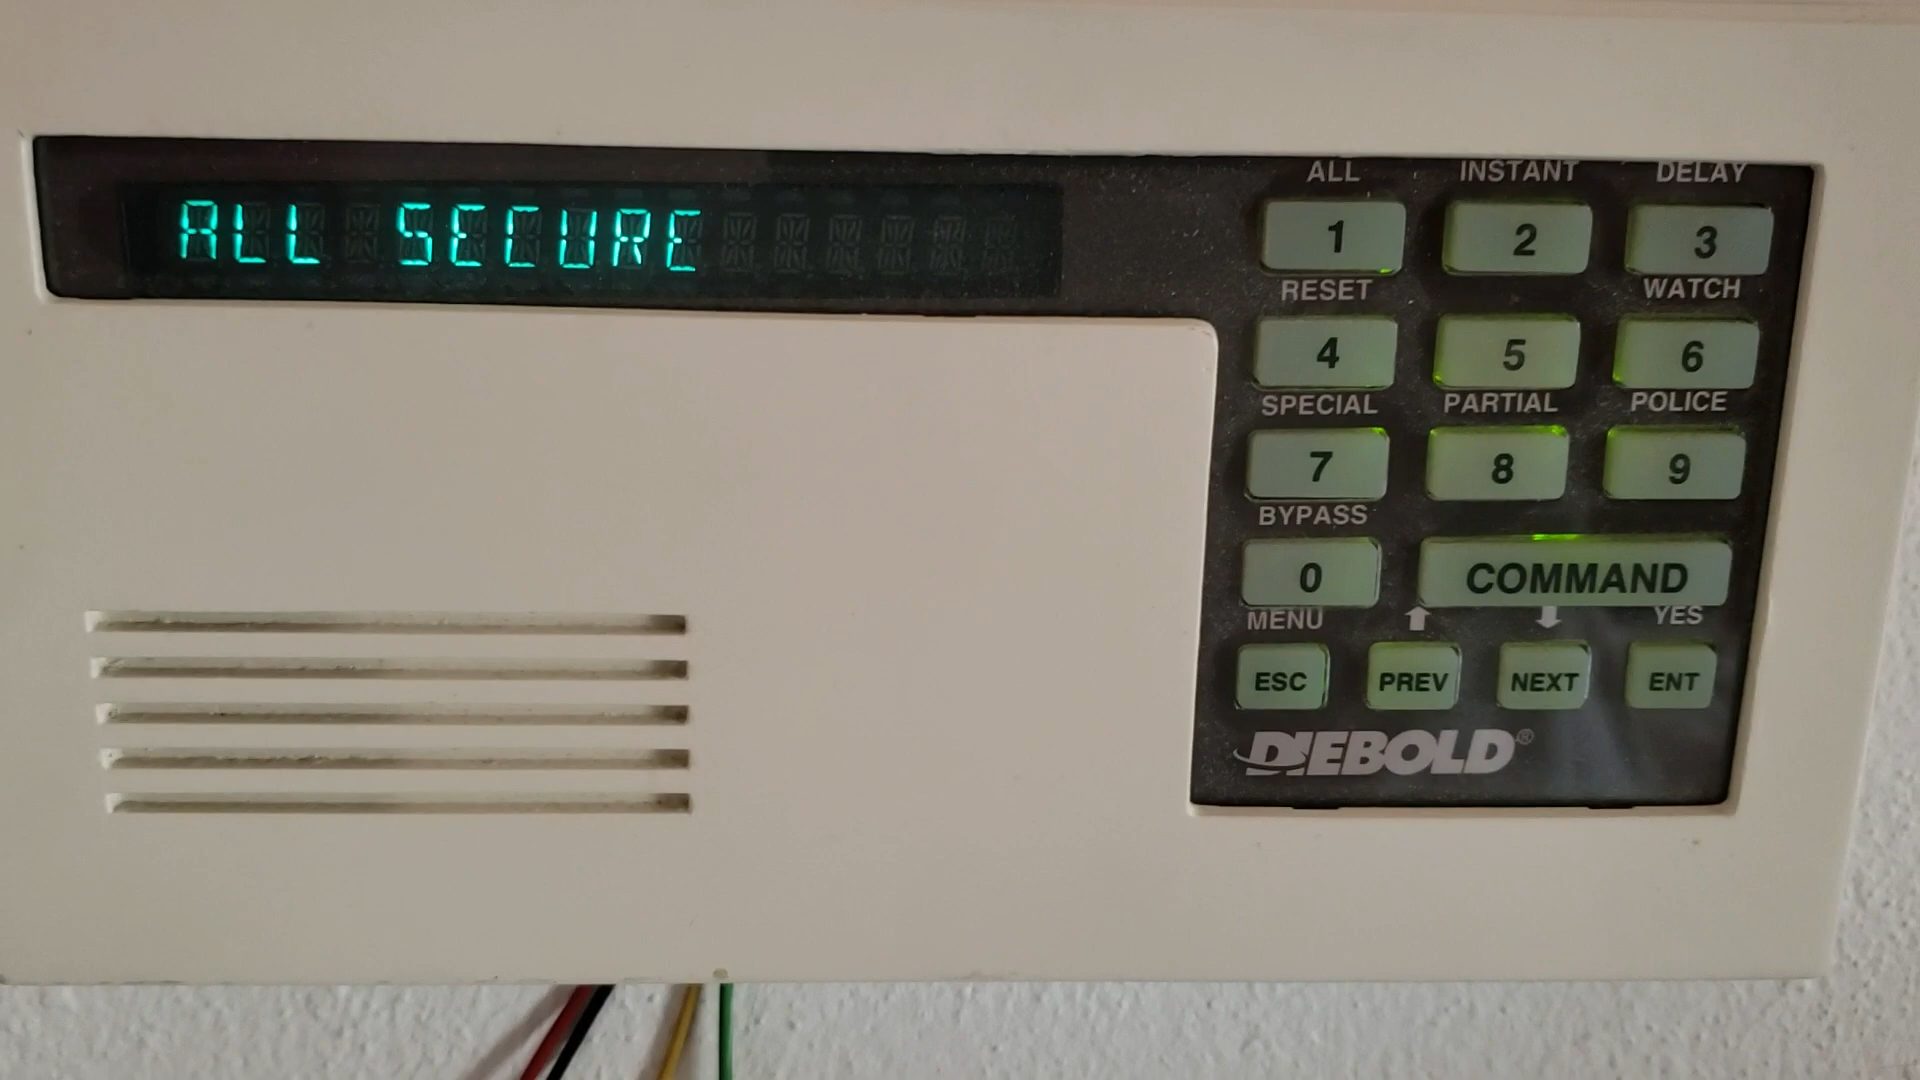 ALL SECURE
ALL INSTANT DELAY
1 2 3
RESET WATCH
4 5 6
SPECIAL PARTIAL POLICE
7 8 9
BYPASS
0 COMMAND
MENU ⬆ ⬇ YES
ESC PREV NEXT ENT
DIEBOLD®